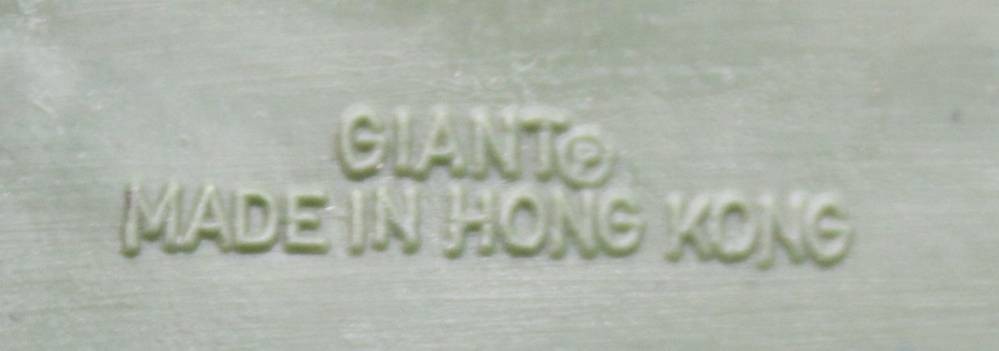 GIANT ℗
MADE IN HONG KONG